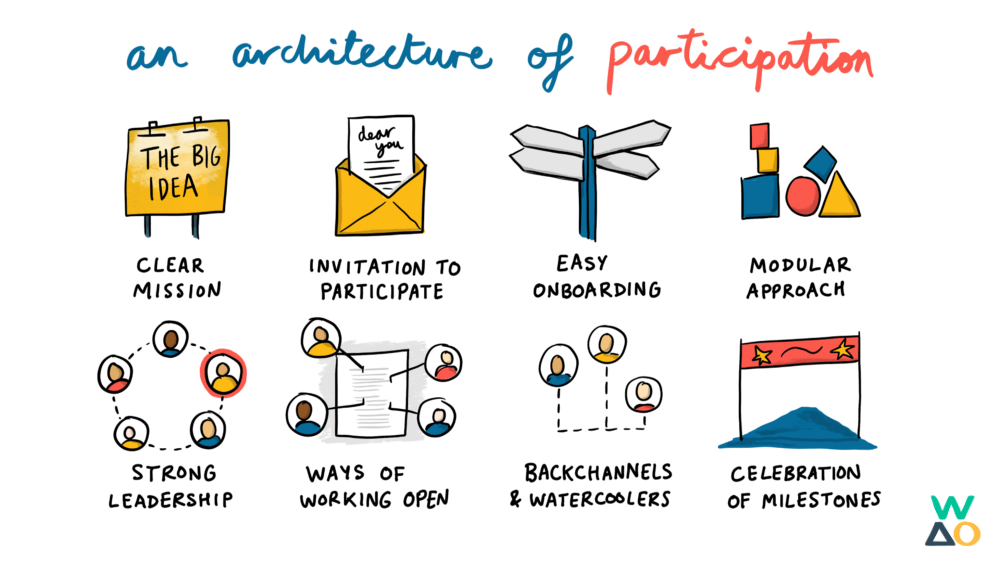 an architecture of participation
THE BIG
IDEA
dear
you
CLEAR
MISSION
INVITATION TO
PARTICIPATE
EASY
ONBOARDING
MODULAR
APPROACH
STRONG
LEADERSHIP
WAYS OF
WORKING OPEN
BACKCHANNELS
& WATERCOOLERS
CELEBRATION
OF MILESTONES
WAO